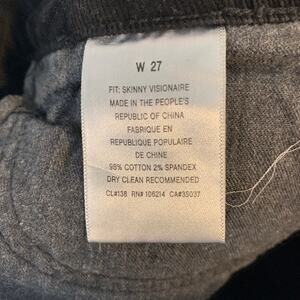 W 27
FIT: SKINNY VISIONAIRE
MADE IN THE PEOPLE'S
REPUBLIC OF CHINA
FABRIQUE EN
REPUBLIQUE POPULAIRE
DE CHINE
98% COTTON 2% SPANDEX
DRY CLEAN RECOMMENDED
CL#138 RN# 106214 CA#35037